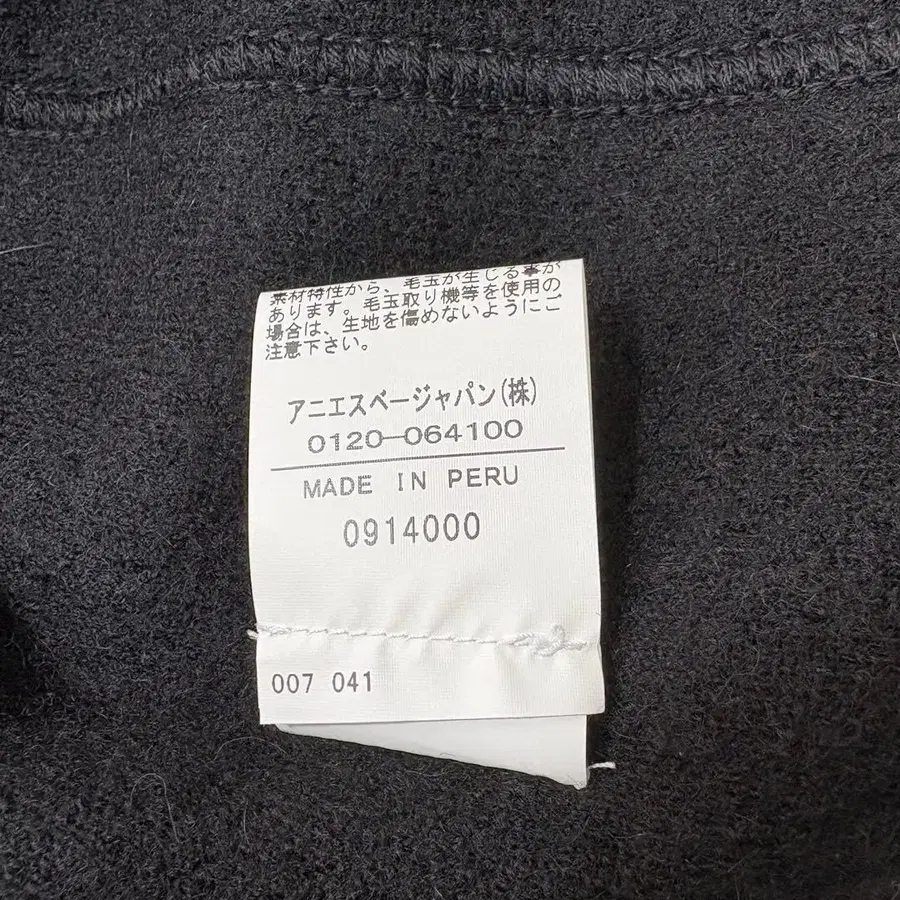 素材特性から、毛玉が生じる事が
あります。毛玉取り機等を使用の
場合は、生地を傷めないようにご
注意下さい。
アニエスベージャパン(株)
0120-064100
MADE IN PERU
0914000
007 041